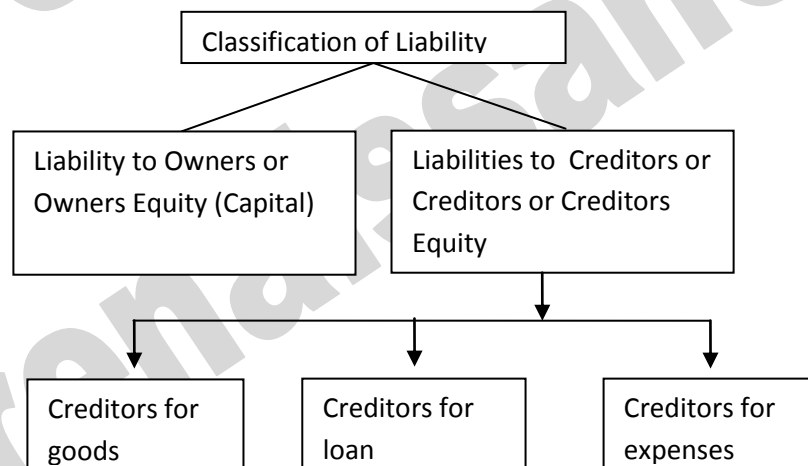 Classification of Liability
Liability to Owners or
Owners Equity (Capital)
Liabilities to Creditors or
Creditors or Creditors
Equity
Creditors for
goods
Creditors for
loan
Creditors for
expenses